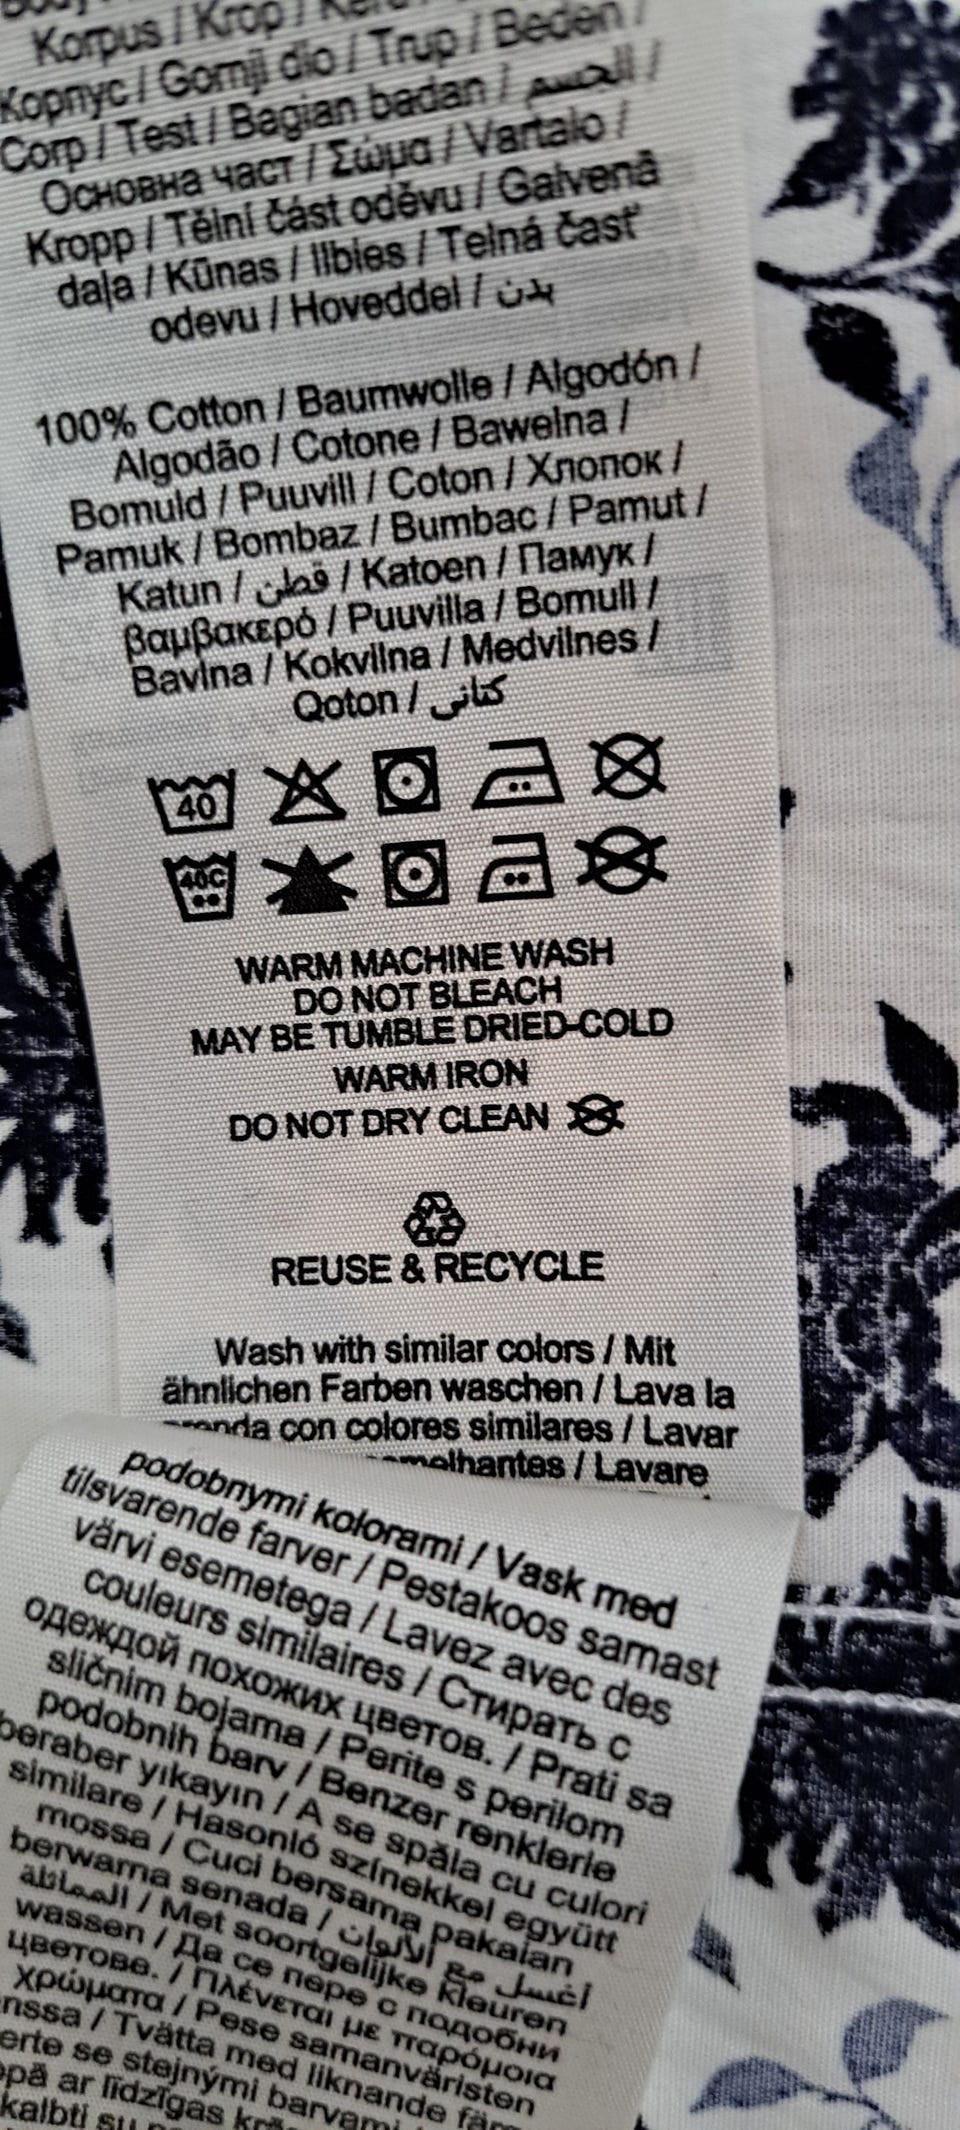 Korpus / Krop /
Корпус / Gornji dio / Trup / Beden /
Corp / Test / Bagian badan / الجسم /
Основна част / Σώμα / Vartalo /
Kropp / Tělní část oděvu / Galvenā
daļa / Kūnas / Ilbies / Telná časť
odevu / Hoveddel / بدن
100% Cotton / Baumwolle / Algodón /
Algodão / Cotone / Bawełna /
Bomuld / Puuvill / Coton / Хлопок /
Pamuk / Bombaz / Bumbac / Pamut /
Katun / قطن / Katoen / Памук /
βαμβακερό / Puuvilla / Bomull /
Bavlna / Kokvilna / Medvilnes /
Qoton / كتانى
40
40C
WARM MACHINE WASH
DO NOT BLEACH
MAY BE TUMBLE DRIED-COLD
WARM IRON
DO NOT DRY CLEAN
REUSE & RECYCLE
Wash with similar colors / Mit
ähnlichen Farben waschen / Lava la
con colores similares / Lavar
/ Lavare
podobnymi kolorami / Vask med
tilsvarende farver / Pestakoos samast
värvi esemetega / Lavez avec des
couleurs similaires / Стирать с
одеждой похожих цветов. / Prati sa
sličnim bojama / Perite s perilom
podobnih barv / Benzer renklerle
beraber yıkayın / A se spăla cu culori
similare / Hasonló színekkel együtt
mossa / Cuci bersama pakaian
berwarna senada / اغسل مع الألوان
المماثلة / Met soortgelijke kleuren
wassen / Да се пере с подобни
цветове. / Πλένεται με παρόμοια
χρώματα / Pese samanväristen
/ Tvätta med liknande
se stejnými barvami
ar līdzīgas